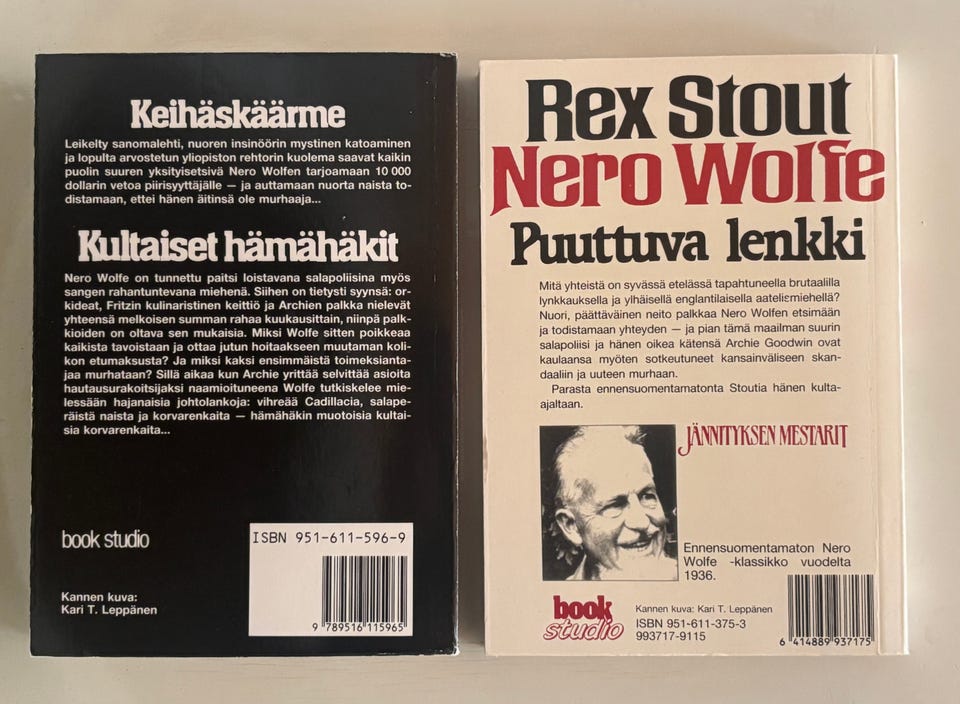 Keihäskäärme
Leikelty sanomalehti, nuoren insinöörin mystinen katoaminen
ja lopulta arvostetun yliopiston rehtorin kuolema saavat kaikin
puolin suuren yksityisetsivä Nero Wolfen tarjoamaan 10 000
dollarin vetoa piirisyyttäjälle — ja auttamaan nuorta naista to-
distamaan, ettei hänen äitinsä ole murhaaja...
Kultaiset hämähäkit
Nero Wolfe on tunnettu paitsi loistavana salapoliisina myös
sangen rahantuntevana miehenä. Siihen on tietysti syynsä: or-
kideat, Fritzin kulinaristinen keittiö ja Archien palkka nielevät
yhteensä melkoisen summan rahaa kuukausittain, niinpä palk-
kioiden on oltava sen mukaisia. Miksi Wolfe sitten poikkeaa
kaikista tavoistaan ja ottaa jutun hoitaakseen muutaman koli-
kon etumaksusta? Ja miksi kaksi ensimmäistä toimeksianta-
jaa murhataan? Sillä aikaa kun Archie yrittää selvittää asioita
hautausurakoitsijaksi naamioituneena Wolfe tutkiskelee mie-
lessään hajanaisia johtolankoja: vihreää Cadillacia, salape-
räistä naista ja korvarenkaita — hämähäkin muotoisia kultai-
sia korvarenkaita...
book studio
Kannen kuva:
Kari T. Leppänen
ISBN 951-611-596-9
9 789516 115965
Rex Stout
Nero Wolfe
Puuttuva lenkki
Mitä yhteistä on syvässä etelässä tapahtuneella brutaalilla
lynkkauksella ja ylhäisellä englantilaisella aatelismiehellä?
Nuori, päättäväinen neito palkkaa Nero Wolfen etsimään
ja todistamaan yhteyden — ja pian tämä maailman suurin
salapoliisi ja hänen oikea kätensä Archie Goodwin ovat
kaulaansa myöten sotkeutuneet kansainväliseen skan-
daaliin ja uuteen murhaan.
Parasta ennensuomentamatonta Stoutia hänen kulta-
ajaltaan.
JÄNNITYKSEN MESTARIT
Ennensuomentamaton Nero
Wolfe -klassikko vuodelta
1936.
book
studio
Kannen kuva: Kari T. Leppänen
ISBN 951-611-375-3
993717-9115
6 414889 937175